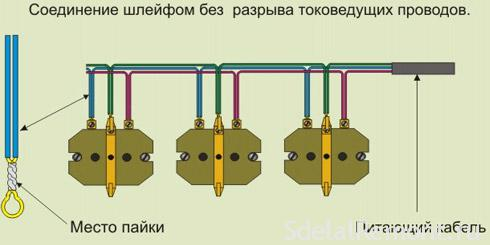 Соединение шлейфом без разрыва токоведущих проводов.
Место пайки
Питающий кабель